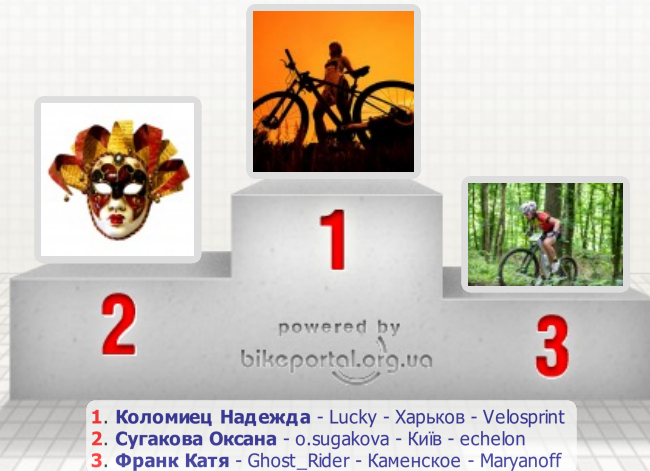 1
2
3
powered by
bikeportal.org.ua
1. Коломиец Надежда - Lucky - Харьков - Velosprint
2. Сугакова Оксана - o.sugakova - Київ - echelon
3. Франк Катя - Ghost_Rider - Каменское - Maryanoff